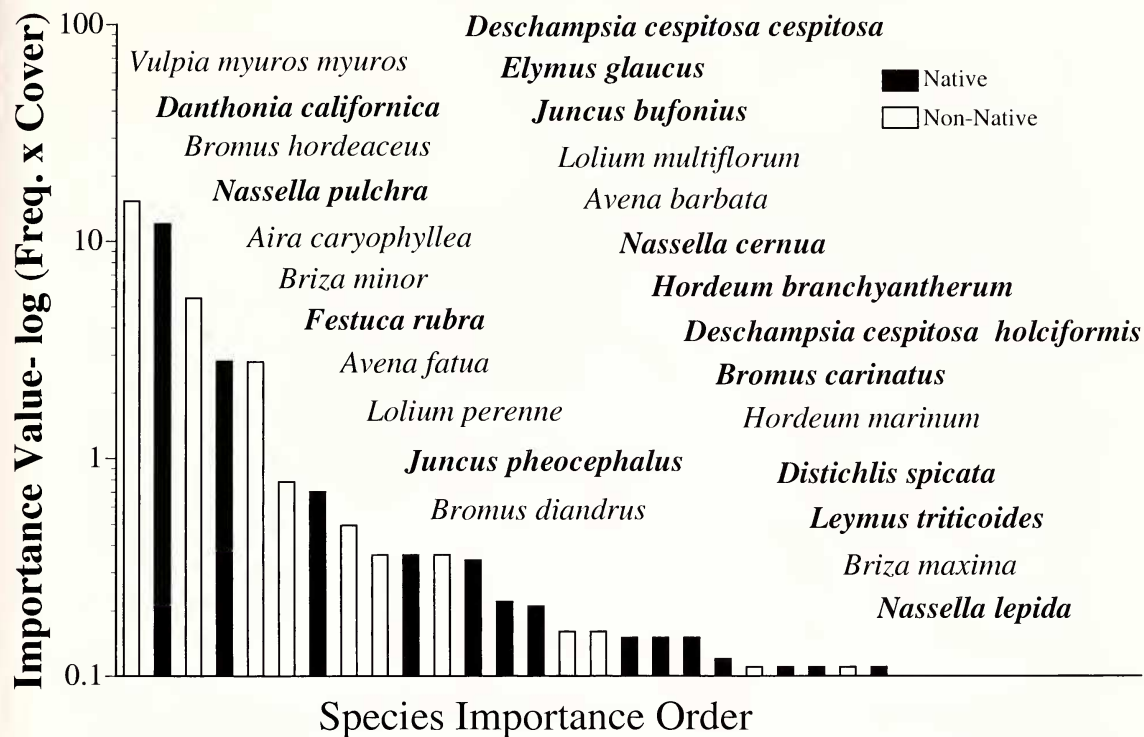 Importance Value- log (Freq. x Cover)
100
10
1
0.1
Vulpia myuros myuros
Danthonia californica
Bromus hordeaceus
Nassella pulchra
Aira caryophyllea
Briza minor
Festuca rubra
Avena fatua
Lolium perenne
Juncus pheocephalus
Bromus diandrus
Deschampsia cespitosa cespitosa
Elymus glaucus
Juncus bufonius
Lolium multiflorum
Avena barbata
Nassella cernua
Hordeum branchyantherum
Deschampsia cespitosa holciformis
Bromus carinatus
Hordeum marinum
Distichlis spicata
Leymus triticoides
Briza maxima
Nassella lepida
Native
Non-Native
Species Importance Order